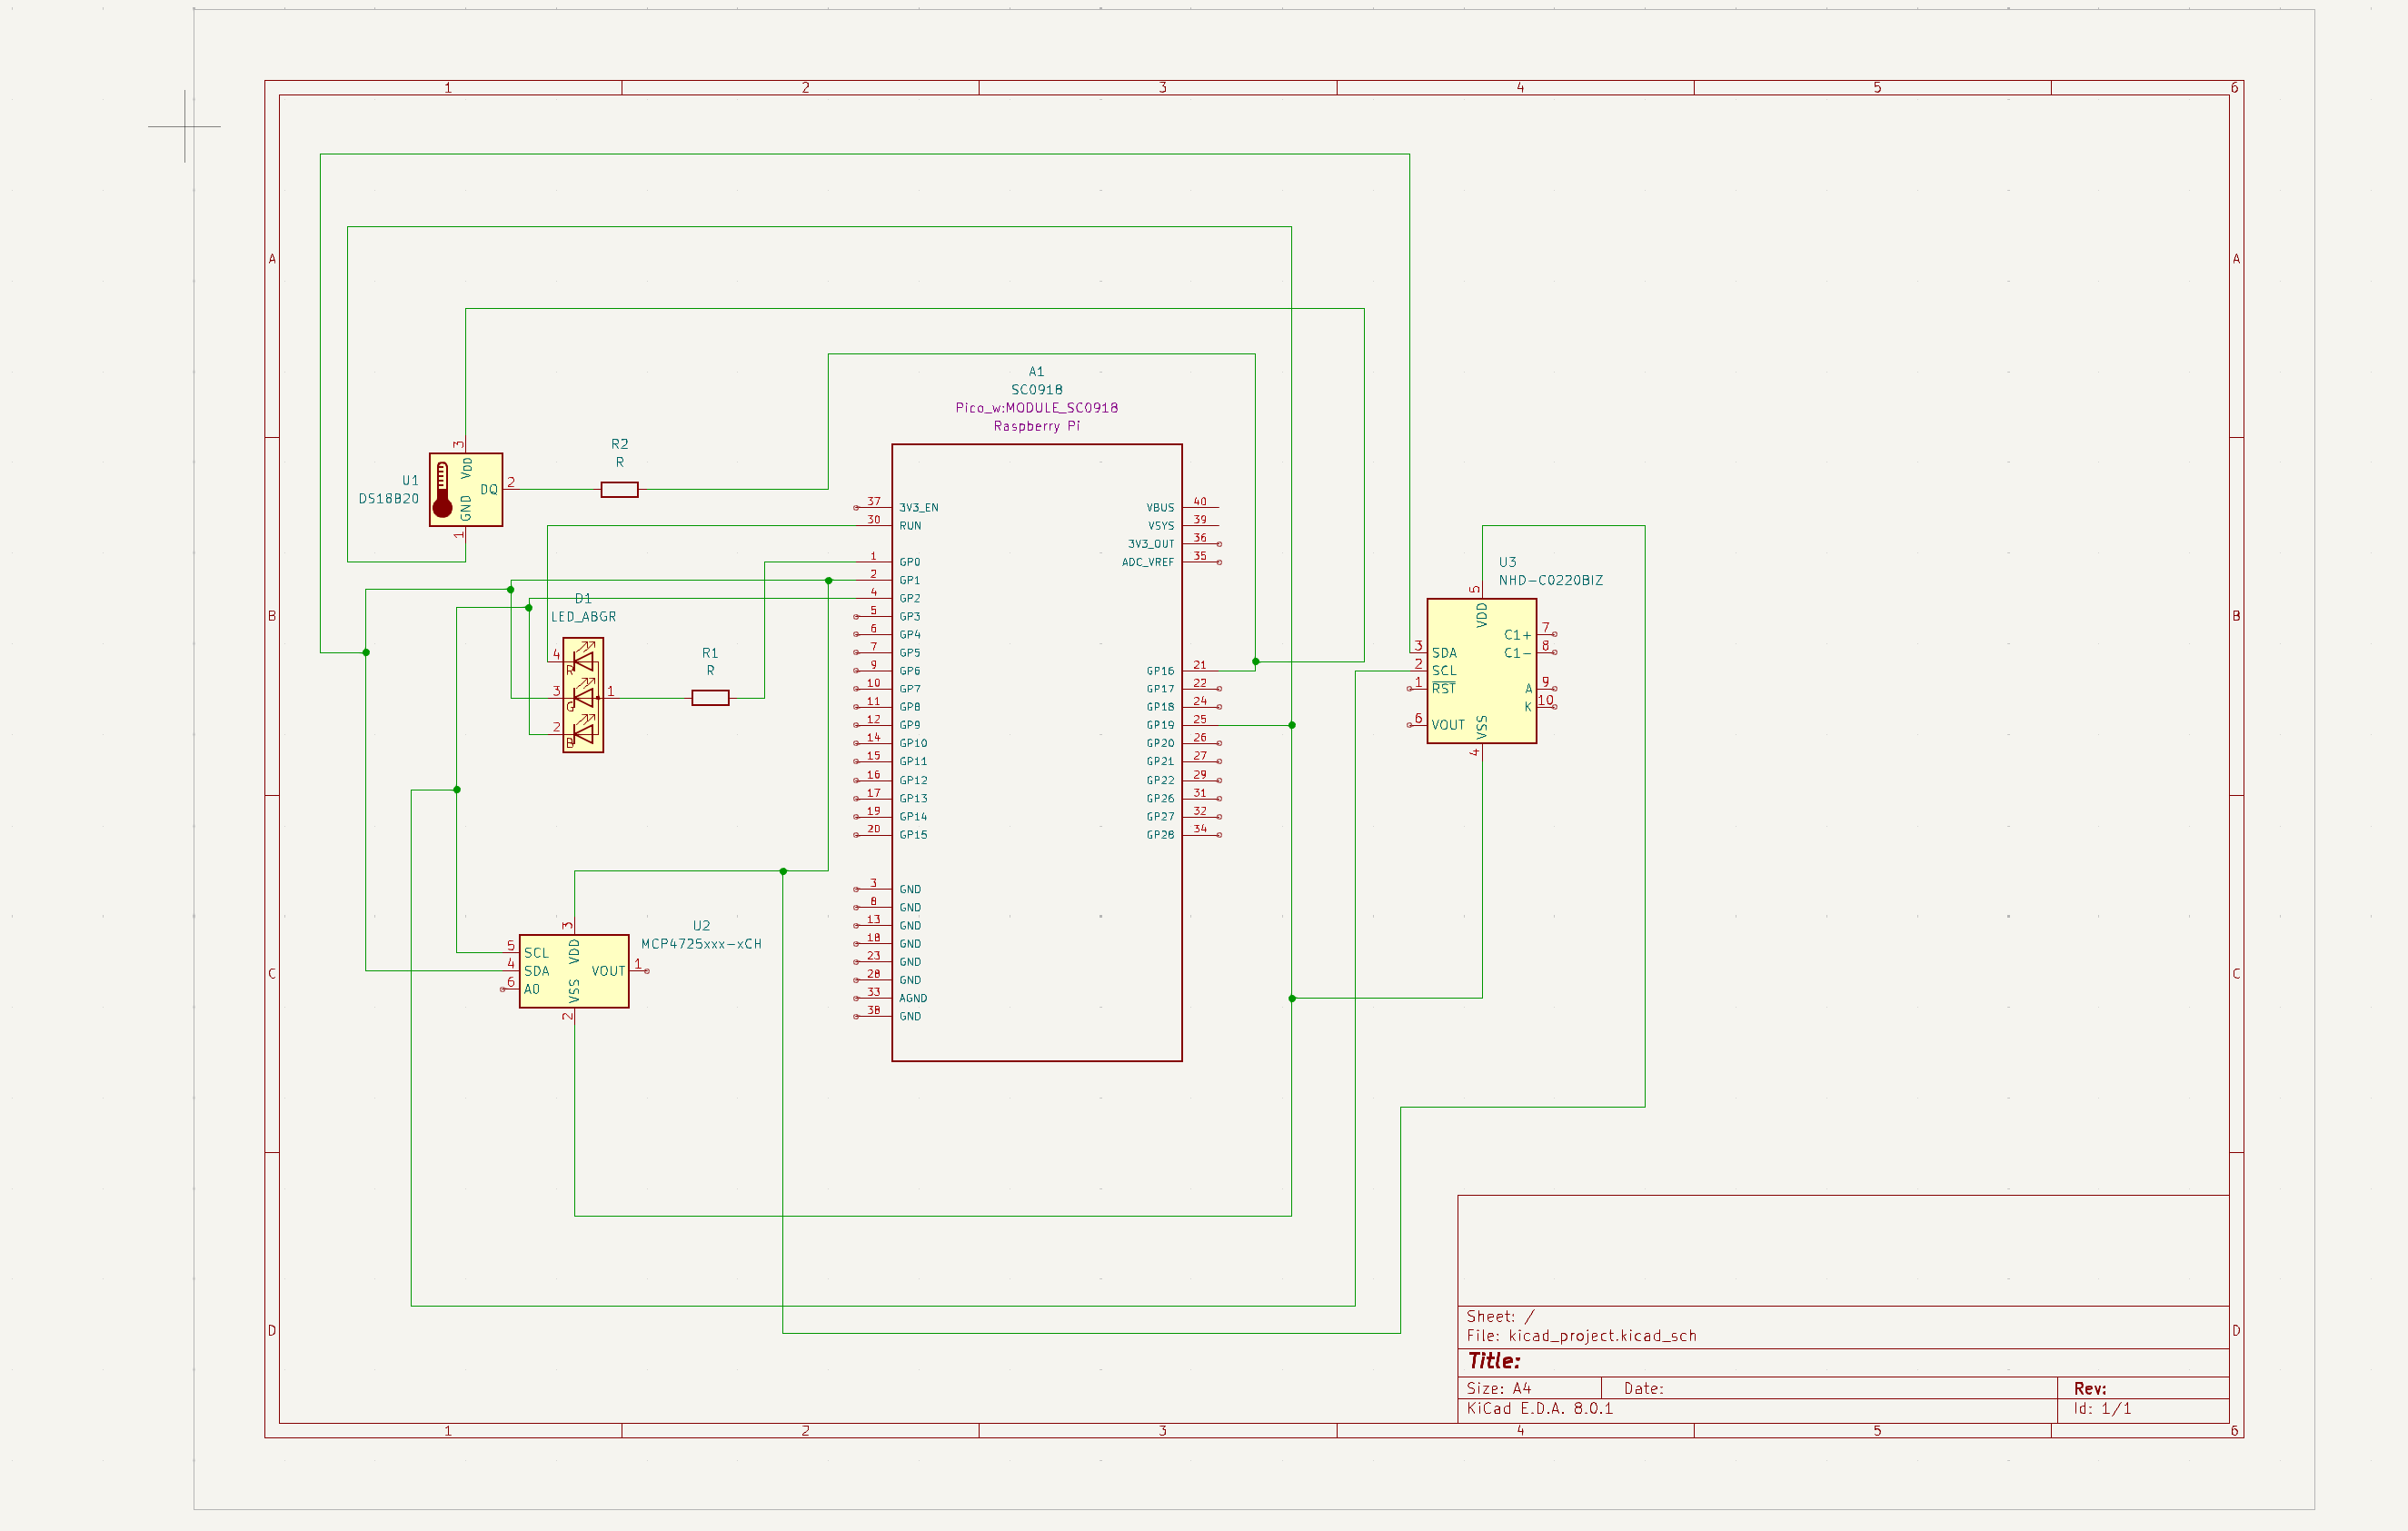 1 2 3 4 5 6
A A
A1
SC0918
Pico_w:MODULE_SC0918
Raspberry Pi
R2
R
U1
DS18B20
3
VDD
DQ 2
GND
1
37 3V3_EN
30 RUN
1 GP0
2 GP1
4 GP2
5 GP3
6 GP4
7 GP5
9 GP6
10 GP7
11 GP8
12 GP9
14 GP10
15 GP11
16 GP12
17 GP13
19 GP14
20 GP15
3 GND
8 GND
13 GND
18 GND
23 GND
28 GND
33 AGND
38 GND
VBUS 40
VSYS 39
3V3_OUT 36
ADC_VREF 35
GP16 21
GP17 22
GP18 24
GP19 25
GP20 26
GP21 27
GP22 29
GP26 31
GP27 32
GP28 34
B B
D1
LED_ABGR
4 R
3 G 1
2 B
R1
R
U3
NHD-C0220BIZ
5
VDD
C1+ 7
C1- 8
3 SDA
2 SCL
1 RST
A 9
K 10
6 VOUT
VSS
4
C C
U2
MCP4725xxx-xCH
3
VDD
5 SCL
4 SDA
6 A0
VOUT 1
VSS
2
D D
Sheet: /
File: kicad_project.kicad_sch
Title:
Size: A4 Date: Rev:
KiCad E.D.A. 8.0.1 Id: 1/1
1 2 3 4 5 6